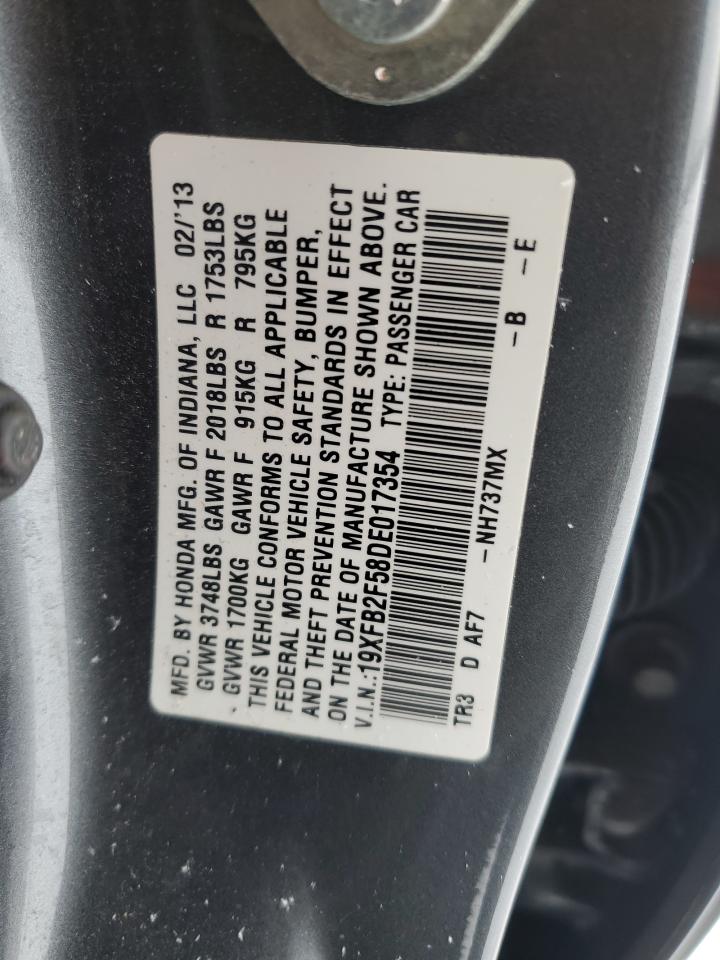 MFD. BY HONDA MFG. OF INDIANA, LLC 02/'13
GVWR 3748LBS GAWR F 2018LBS R 1753LBS
GVWR 1700KG GAWR F 915KG R 795KG
THIS VEHICLE CONFORMS TO ALL APPLICABLE
FEDERAL MOTOR VEHICLE SAFETY, BUMPER,
AND THEFT PREVENTION STANDARDS IN EFFECT
ON THE DATE OF MANUFACTURE SHOWN ABOVE.
V.I.N.:19XFB2F58DE017354 TYPE: PASSENGER CAR
TR3 D AF7 -NH737MX -B -E